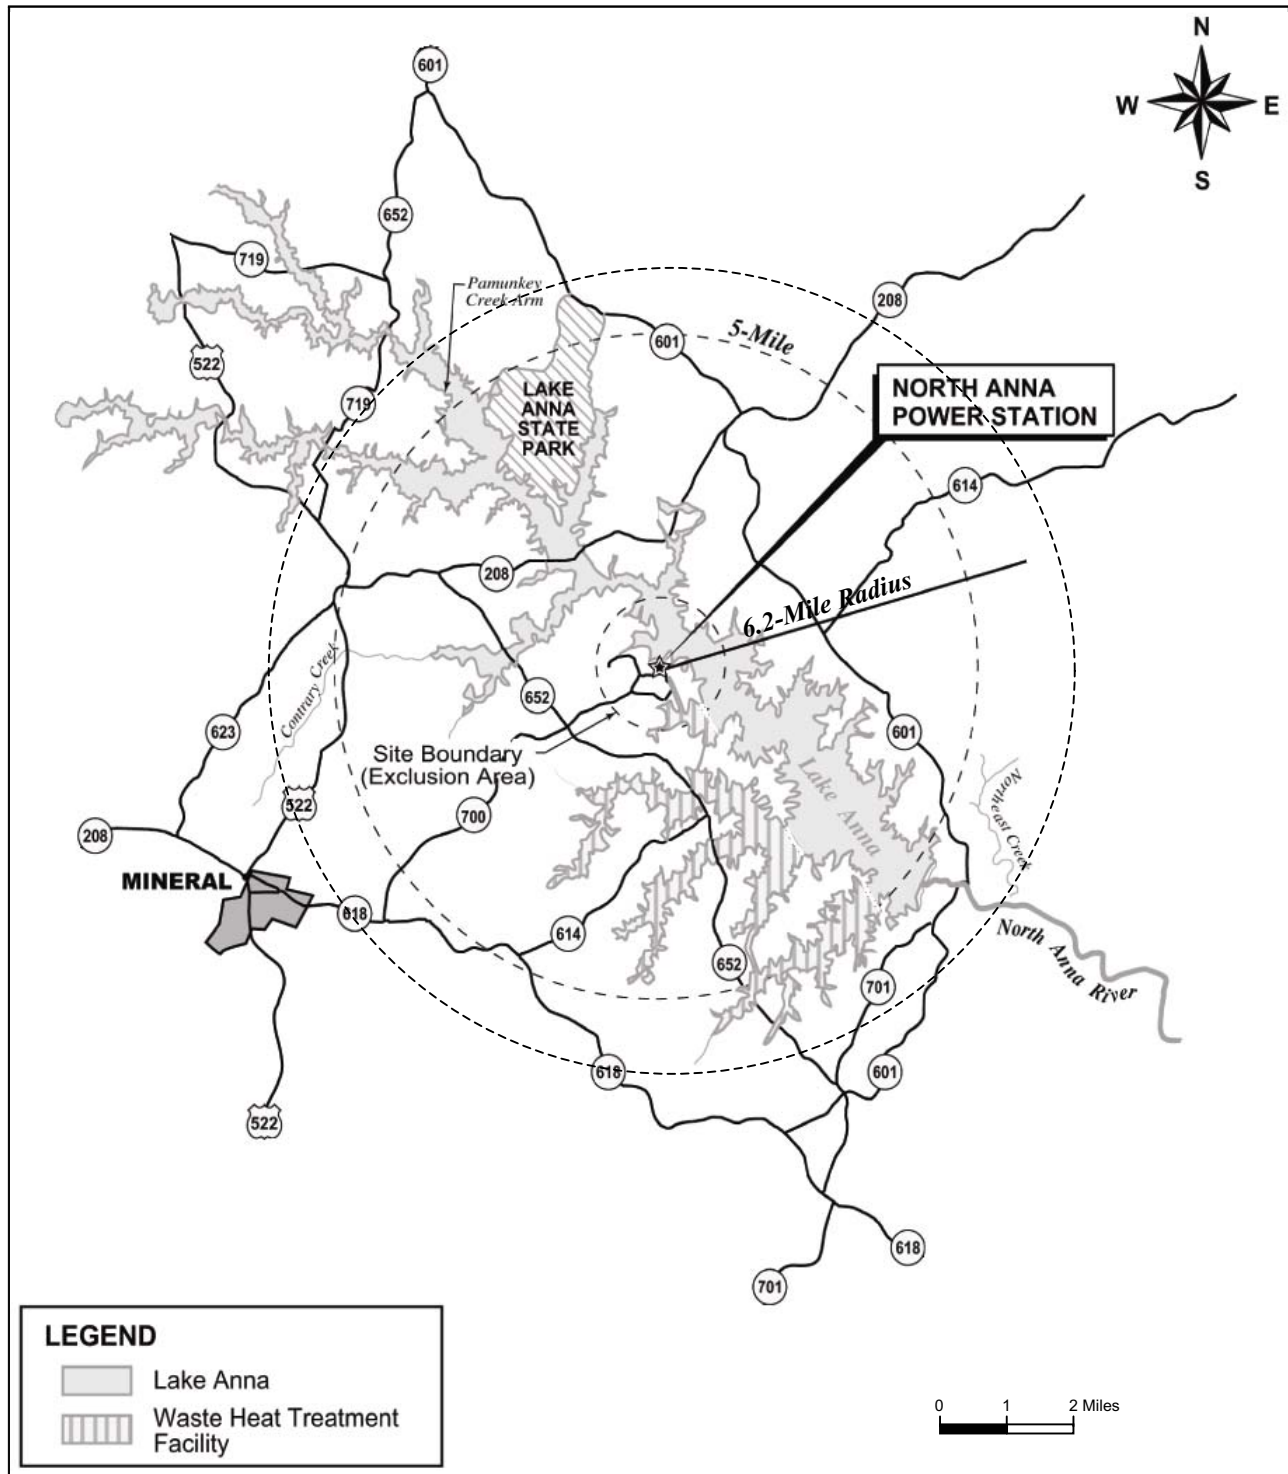 N
W
E
S
601
652
719
Pamunkey
Creek Arm
208
5-Mile
601
522
NORTH ANNA
POWER STATION
719
LAKE
ANNA
STATE
PARK
614
208
6.2-Mile Radius
Contrary Creek
652
623
601
Site Boundary
(Exclusion Area)
Lake Anna
Northeast Creek
522
700
208
MINERAL
618
614
652
North Anna River
701
618
601
522
618
701
LEGEND
Lake Anna
Waste Heat Treatment
Facility
0 1 2 Miles